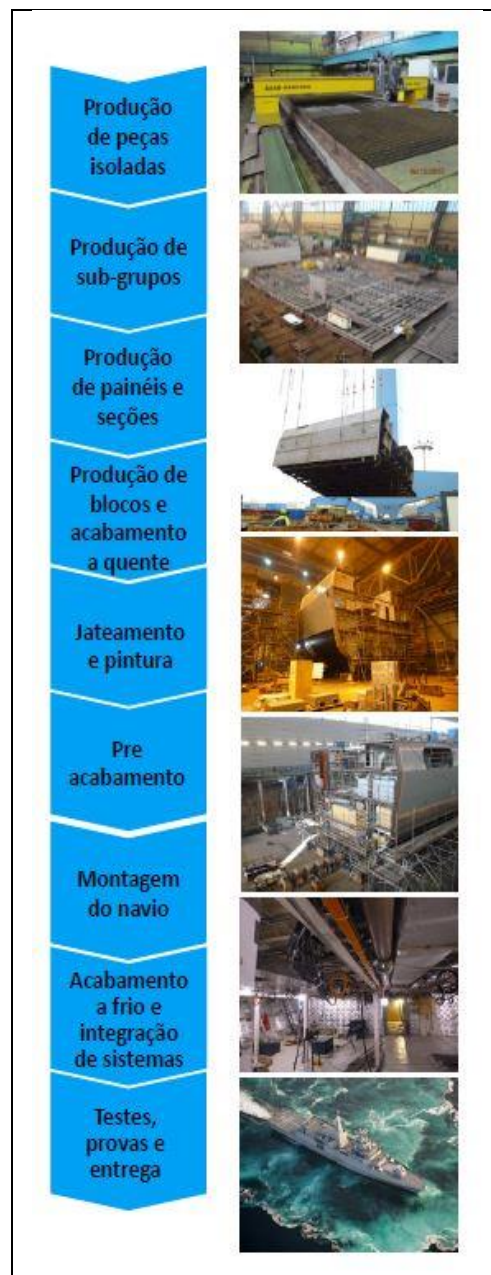 Produção
de peças
isoladas
Produção de
sub-grupos
Produção
de painéis e
seções
Produção de
blocos e
acabamento
a quente
Jateamento
e pintura
Pre
acabamento
Montagem
do navio
Acabamento
a frio e
integração
de sistemas
Testes,
provas e
entrega